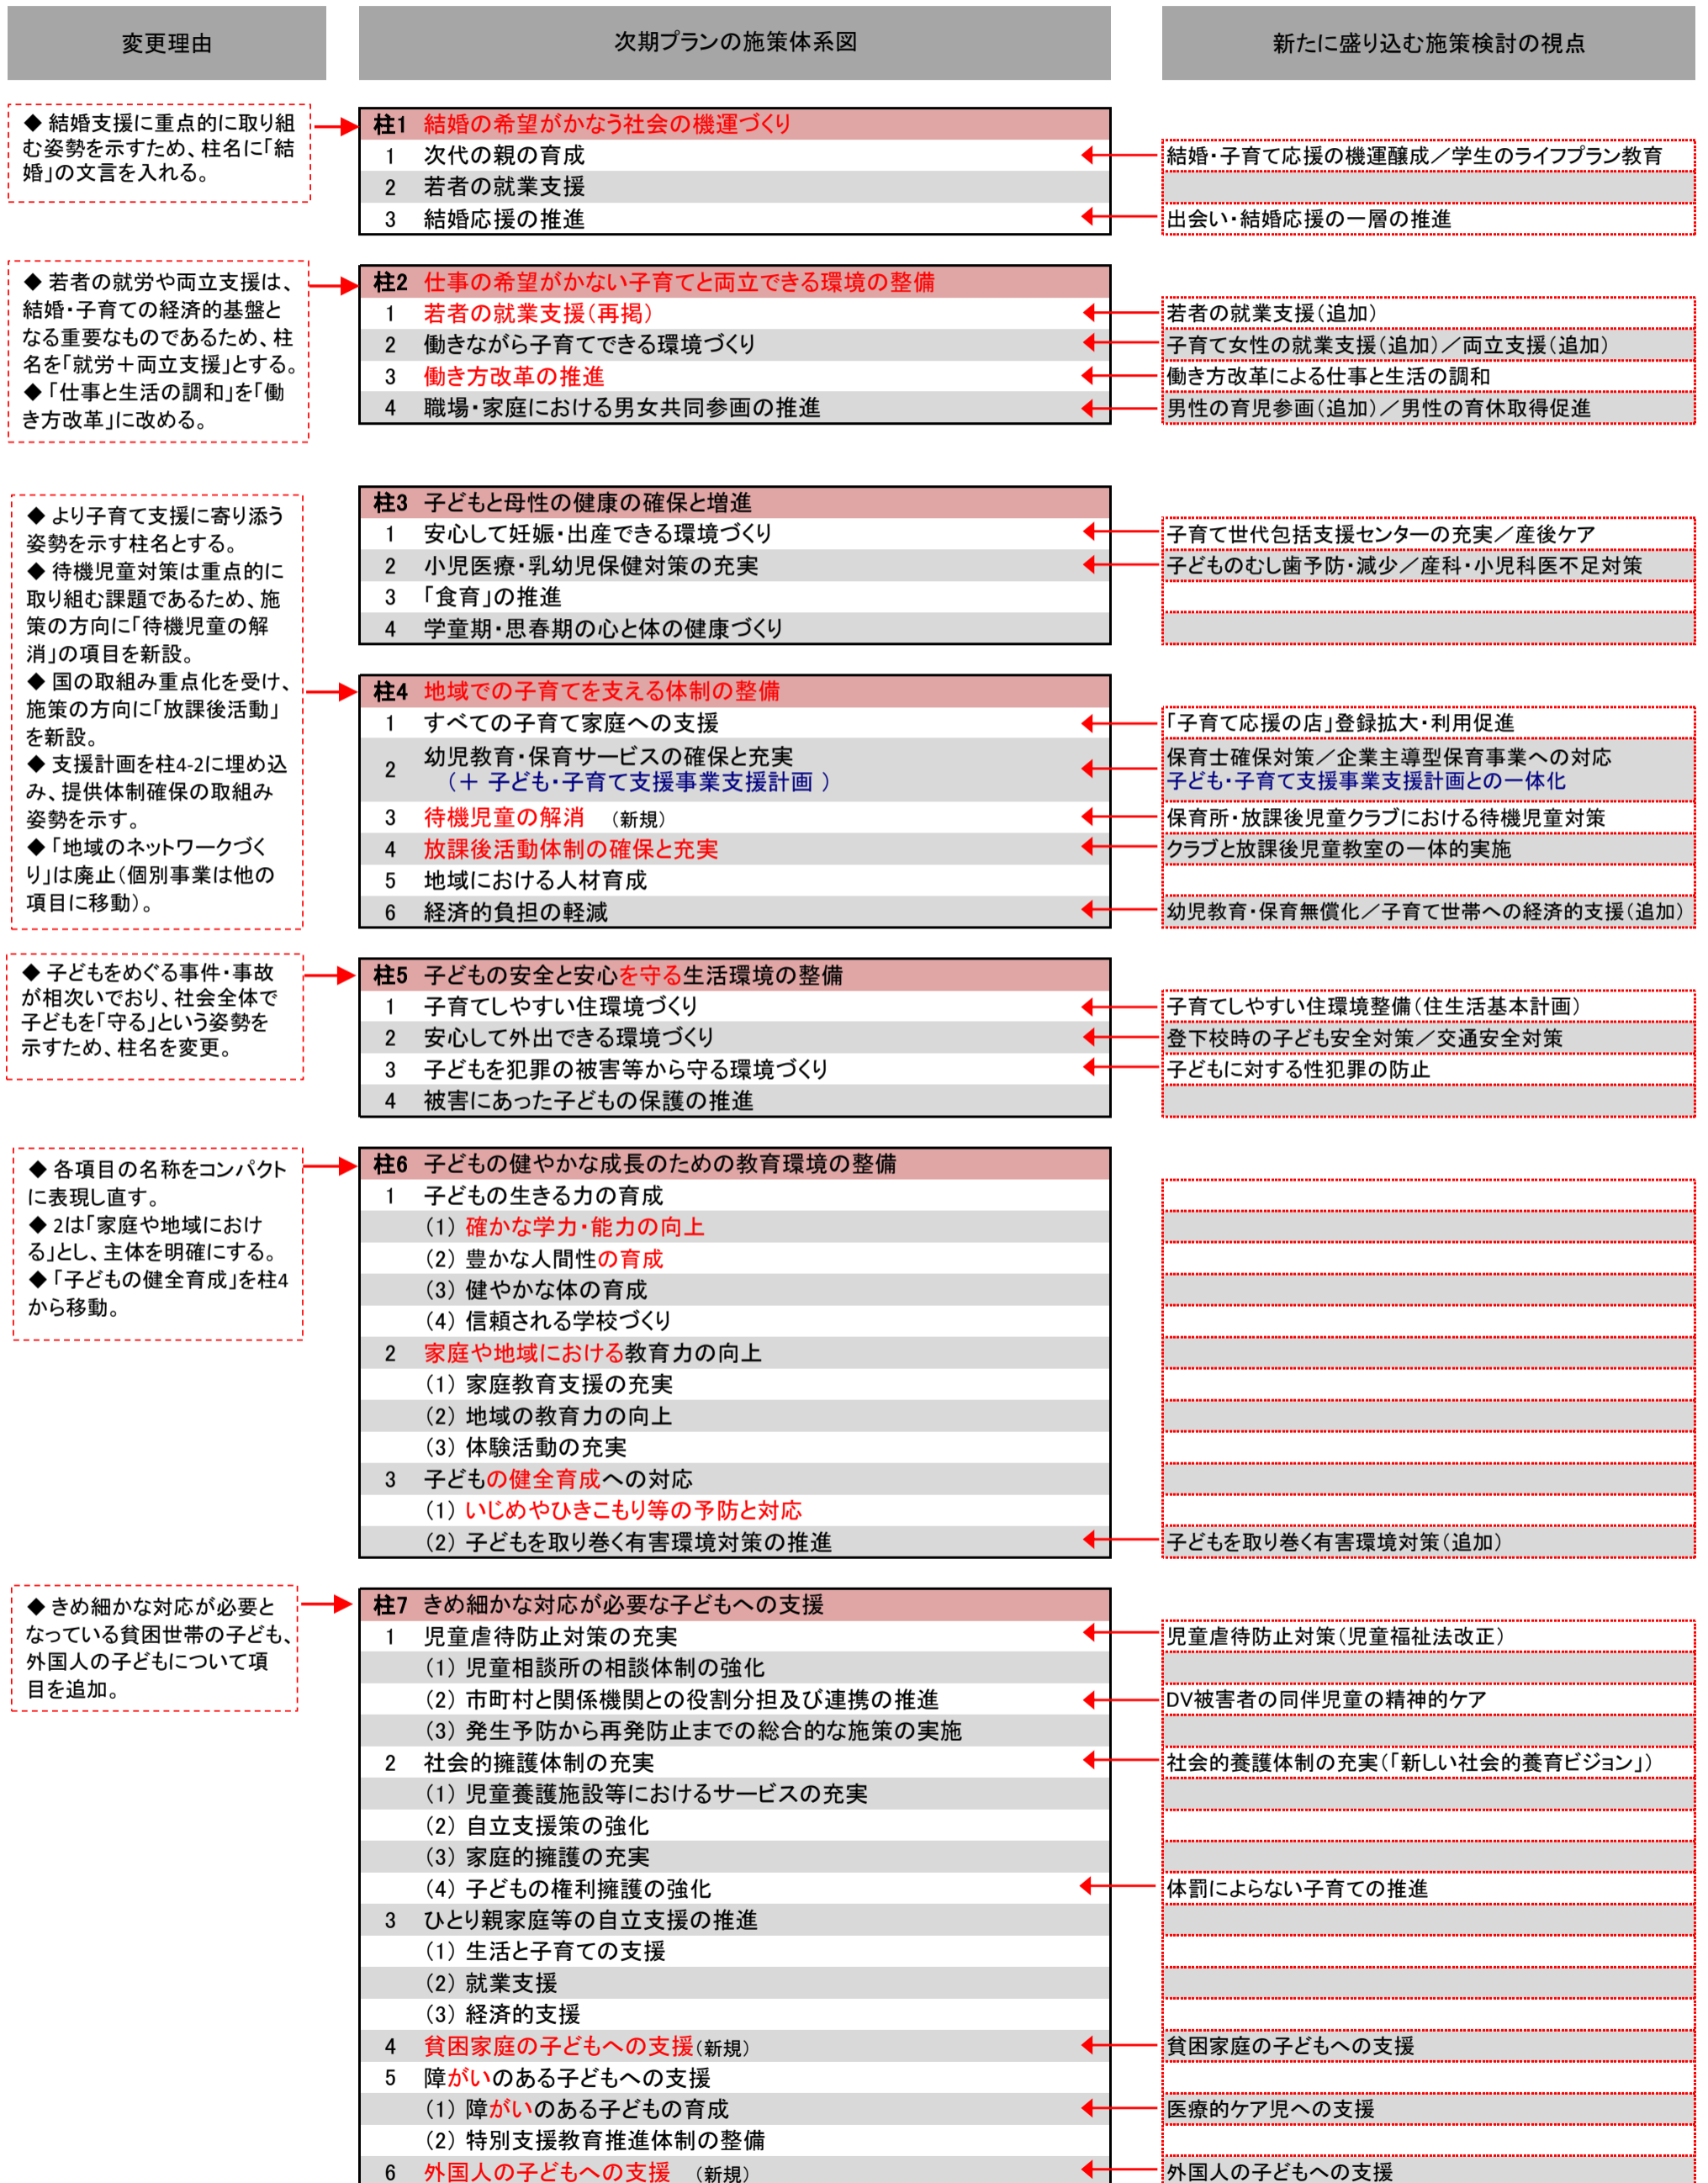 変更理由
次期プランの施策体系図
新たに盛り込む施策検討の視点
◆ 結婚支援に重点的に取り組
む姿勢を示すため、柱名に「結
婚」の文言を入れる。
柱1 結婚の希望がかなう社会の機運づくり
1 次代の親の育成
2 若者の就業支援
3 結婚応援の推進
結婚・子育て応援の機運醸成／学生のライフプラン教育
出会い・結婚応援の一層の推進
◆ 若者の就労や両立支援は、
結婚・子育ての経済的基盤と
なる重要なものであるため、柱
名を「就労＋両立支援」とする。
◆ 「仕事と生活の調和」を「働
き方改革」に改める。
柱2 仕事の希望がかない子育てと両立できる環境の整備
1 若者の就業支援（再掲）
2 働きながら子育てできる環境づくり
3 働き方改革の推進
4 職場・家庭における男女共同参画の推進
若者の就業支援（追加）
子育て女性の就業支援（追加）／両立支援（追加）
働き方改革による仕事と生活の調和
男性の育児参画（追加）／男性の育休取得促進
◆ より子育て支援に寄り添う
姿勢を示す柱名とする。
◆ 待機児童対策は重点的に
取り組む課題であるため、施
策の方向に「待機児童の解
消」の項目を新設。
◆ 国の取組み重点化を受け、
施策の方向に「放課後活動」
を新設。
◆ 支援計画を柱4-2に埋め込
み、提供体制確保の取組み
姿勢を示す。
◆ 「地域のネットワークづく
り」は廃止（個別事業は他の
項目に移動）。
柱3 子どもと母性の健康の確保と増進
1 安心して妊娠・出産できる環境づくり
2 小児医療・乳幼児保健対策の充実
3 「食育」の推進
4 学童期・思春期の心と体の健康づくり
子育て世代包括支援センターの充実／産後ケア
子どものむし歯予防・減少／産科・小児科医不足対策
柱4 地域での子育てを支える体制の整備
1 すべての子育て家庭への支援
2 幼児教育・保育サービスの確保と充実
（＋ 子ども・子育て支援事業支援計画 ）
3 待機児童の解消 （新規）
4 放課後活動体制の確保と充実
5 地域における人材育成
6 経済的負担の軽減
「子育て応援の店」登録拡大・利用促進
保育士確保対策／企業主導型保育事業への対応
子ども・子育て支援事業支援計画との一体化
保育所・放課後児童クラブにおける待機児童対策
クラブと放課後児童教室の一体的実施
幼児教育・保育無償化／子育て世帯への経済的支援（追加）
◆ 子どもをめぐる事件・事故
が相次いでおり、社会全体で
子どもを「守る」という姿勢を
示すため、柱名を変更。
柱5 子どもの安全と安心を守る生活環境の整備
1 子育てしやすい住環境づくり
2 安心して外出できる環境づくり
3 子どもを犯罪の被害等から守る環境づくり
4 被害にあった子どもの保護の推進
子育てしやすい住環境整備（住生活基本計画）
登下校時の子ども安全対策／交通安全対策
子どもに対する性犯罪の防止
◆ 各項目の名称をコンパクト
に表現し直す。
◆ 2は「家庭や地域におけ
る」とし、主体を明確にする。
◆ 「子どもの健全育成」を柱4
から移動。
柱6 子どもの健やかな成長のための教育環境の整備
1 子どもの生きる力の育成
（1） 確かな学力・能力の向上
（2） 豊かな人間性の育成
（3） 健やかな体の育成
（4） 信頼される学校づくり
2 家庭や地域における教育力の向上
（1） 家庭教育支援の充実
（2） 地域の教育力の向上
（3） 体験活動の充実
3 子どもの健全育成への対応
（1） いじめやひきこもり等の予防と対応
（2） 子どもを取り巻く有害環境対策の推進
子どもを取り巻く有害環境対策（追加）
◆ きめ細かな対応が必要と
なっている貧困世帯の子ども、
外国人の子どもについて項
目を追加。
柱7 きめ細かな対応が必要な子どもへの支援
1 児童虐待防止対策の充実
（1） 児童相談所の相談体制の強化
（2） 市町村と関係機関との役割分担及び連携の推進
（3） 発生予防から再発防止までの総合的な施策の実施
2 社会的擁護体制の充実
（1） 児童養護施設等におけるサービスの充実
（2） 自立支援策の強化
（3） 家庭的擁護の充実
（4） 子どもの権利擁護の強化
3 ひとり親家庭等の自立支援の推進
（1） 生活と子育ての支援
（2） 就業支援
（3） 経済的支援
4 貧困家庭の子どもへの支援（新規）
5 障がいのある子どもへの支援
（1） 障がいのある子どもの育成
（2） 特別支援教育推進体制の整備
6 外国人の子どもへの支援 （新規）
児童虐待防止対策（児童福祉法改正）
DV被害者の同伴児童の精神的ケア
社会的養護体制の充実（「新しい社会的養育ビジョン」）
体罰によらない子育ての推進
貧困家庭の子どもへの支援
医療的ケア児への支援
外国人の子どもへの支援